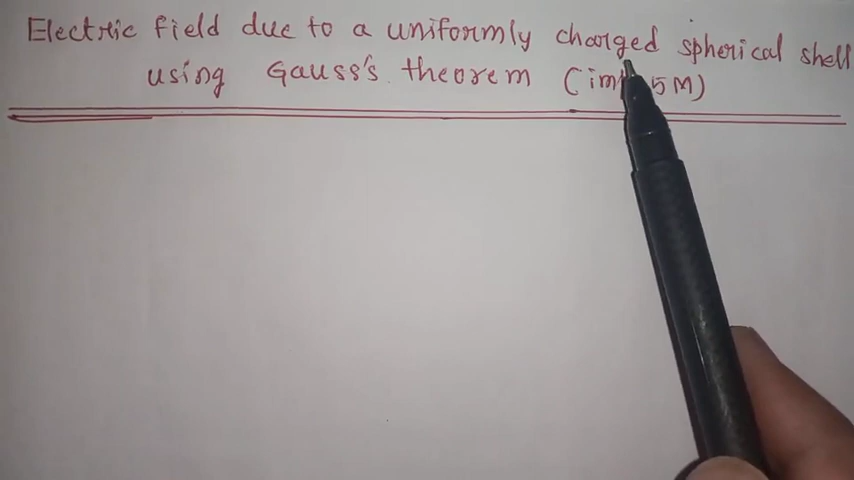 Electric field due to a uniformly charged spherical shell
using Gauss's theorem (im 5M)